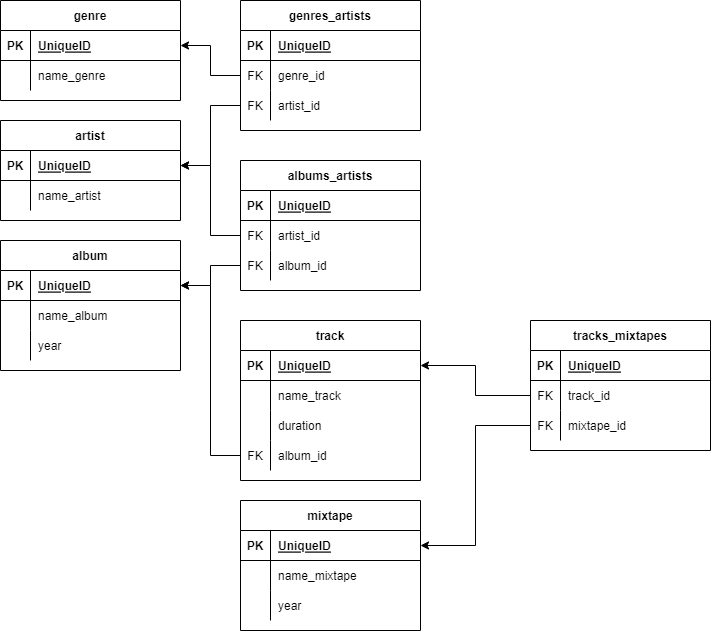 genre
PK UniqueID
name_genre
artist
PK UniqueID
name_artist
album
PK UniqueID
name_album
year
genres_artists
PK UniqueID
FK genre_id
FK artist_id
albums_artists
PK UniqueID
FK artist_id
FK album_id
track
PK UniqueID
name_track
duration
FK album_id
mixtape
PK UniqueID
name_mixtape
year
tracks_mixtapes
PK UniqueID
FK track_id
FK mixtape_id